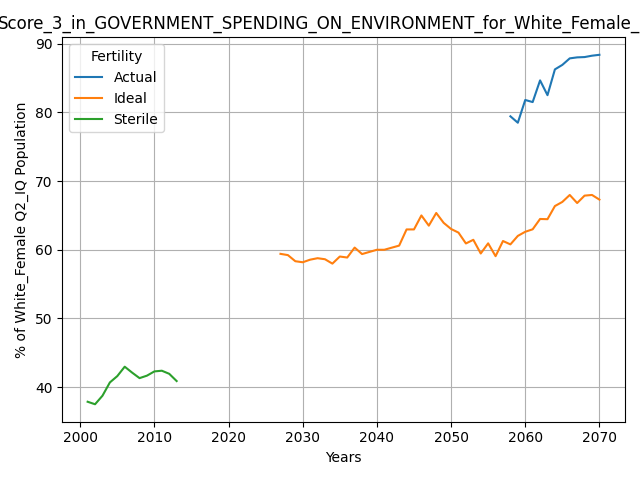 Score_3_in_GOVERNMENT_SPENDING_ON_ENVIRONMENT_for_White_Female_
Fertility
Actual
Ideal
Sterile
% of White_Female Q2_IQ Population
90
80
70
60
50
40
2000
2010
2020
2030
2040
2050
2060
2070
Years